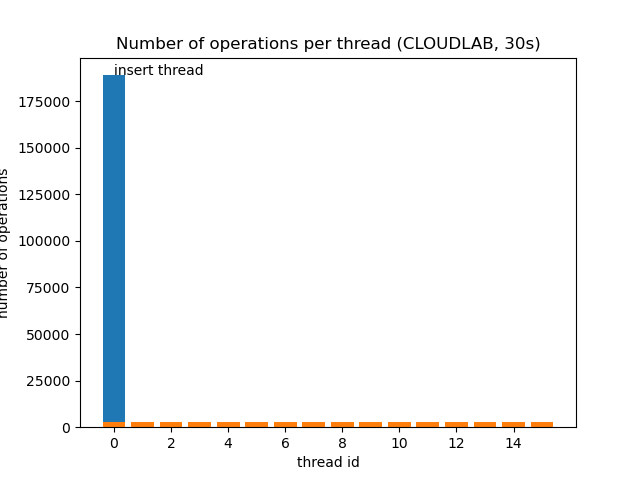 Number of operations per thread (CLOUDLAB, 30s)
insert thread
175000
150000
125000
100000
75000
50000
25000
0
number of operations
0 2 4 6 8 10 12 14
thread id